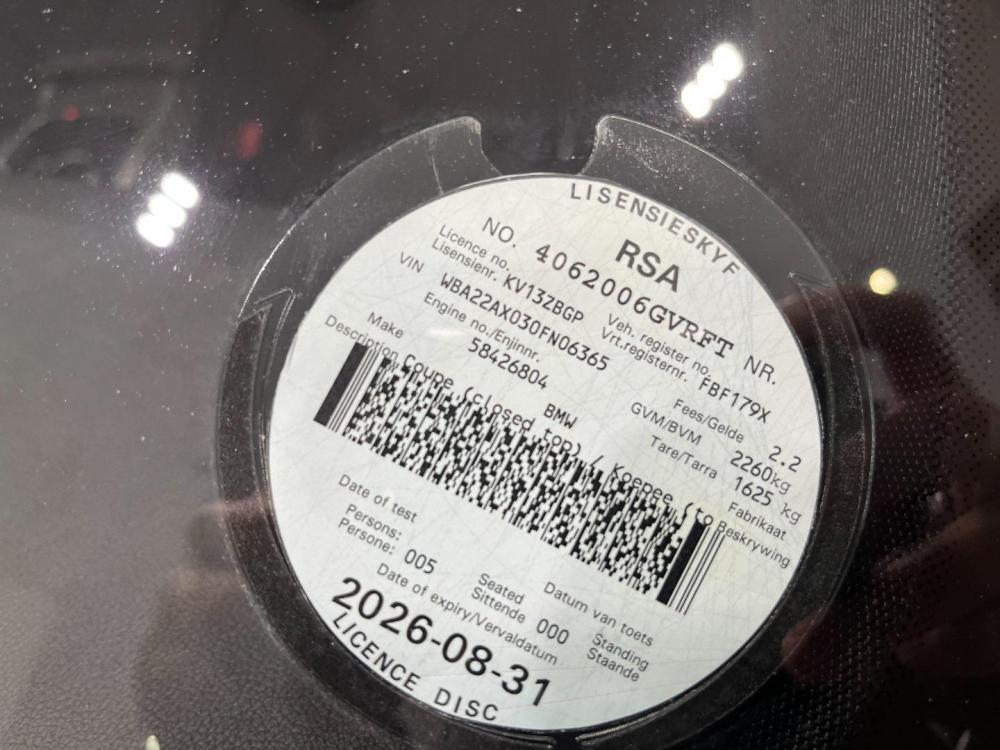 LISENSIESKYF
RSA
NO. 4062006GVRFT NR.
Licence no. Lisensienr. KV13ZBGP Veh. register no. Vrt.registernr. FBF179X
VIN WBA22AX030FN06365 Fees/Gelde 2.2
Engine no./Enjinnr. 58426804 GVM/BVM 2260kg
Tare/Tarra 1625 kg
Make BMW Fabrikaat
Description Coupe (closed top) / Koepee (to Beskrywing
Date of test Datum van toets
Persons: Persone: 005 Seated Sittende 000 Standing Staande
Date of expiry/Vervaldatum
2026-08-31
LICENCE DISC